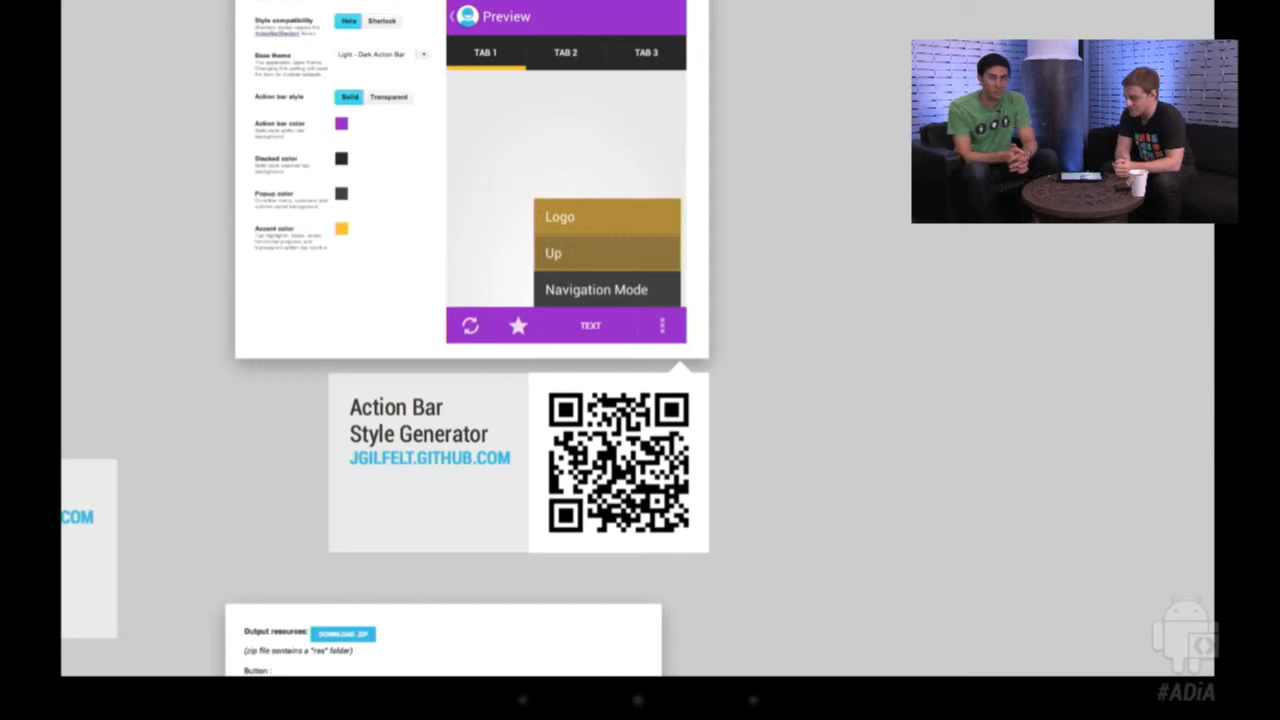 Style compatibility
Holo
Sherlock
Base theme
Light - Dark Action Bar
Action bar style
Solid
Transparent
Action bar color
Stacked color
Popup color
Accent color
Preview
TAB 1
TAB 2
TAB 3
Logo
Up
Navigation Mode
TEXT
Action Bar
Style Generator
JGILFELT.GITHUB.COM
COM
Output resources:
DOWNLOAD .ZIP
(zip file contains a "res" folder)
Button :
#ADiA